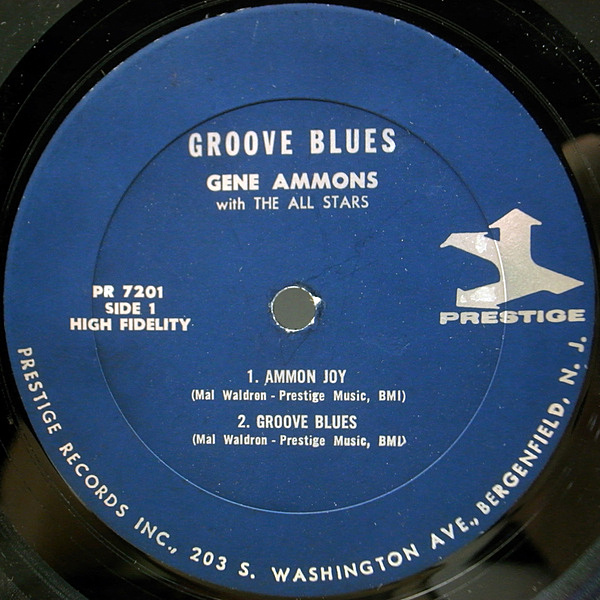 GROOVE BLUES
GENE AMMONS
with THE ALL STARS
PR 7201
SIDE 1
HIGH FIDELITY
PRESTIGE
1. AMMON JOY
(Mal Waldron - Prestige Music, BMI)
2. GROOVE BLUES
(Mal Waldron - Prestige Music, BMI)
PRESTIGE RECORDS INC., 203 S. WASHINGTON AVE., BERGENFIELD, N. J.